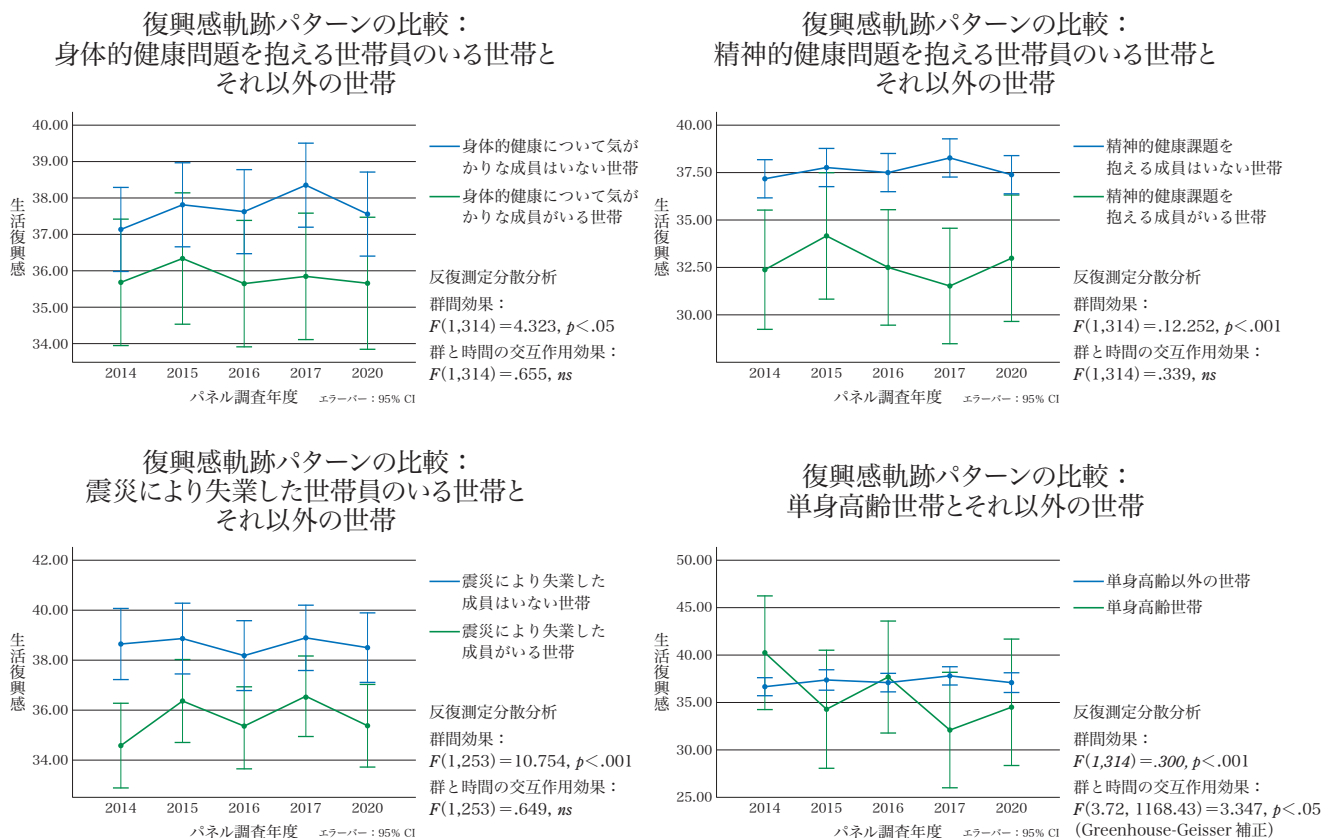 復興感軌跡パターンの比較：
身体的健康問題を抱える世帯員のいる世帯と
それ以外の世帯
40.00
39.00
38.00
37.00
36.00
35.00
34.00
生活復興感
2014
2015
2016
2017
2020
パネル調査年度
エラーバー：95% CI
身体的健康について気が
かりな成員はいない世帯
身体的健康について気が
かりな成員がいる世帯
反復測定分散分析
群間効果：
F(1,314)＝4.323, p<.05
群と時間の交互作用効果：
F(1,314)＝.655, ns
復興感軌跡パターンの比較：
精神的健康問題を抱える世帯員のいる世帯と
それ以外の世帯
40.00
37.50
35.00
32.50
30.00
生活復興感
2014
2015
2016
2017
2020
パネル調査年度
エラーバー：95% CI
精神的健康課題を
抱える成員はいない世帯
精神的健康課題を
抱える成員がいる世帯
反復測定分散分析
群間効果：
F(1,314)＝.12.252, p<.001
群と時間の交互作用効果：
F(1,314)＝.339, ns
復興感軌跡パターンの比較：
震災により失業した世帯員のいる世帯と
それ以外の世帯
42.00
40.00
38.00
36.00
34.00
生活復興感
2014
2015
2016
2017
2020
パネル調査年度
エラーバー：95% CI
震災により失業した
成員はいない世帯
震災により失業した
成員がいる世帯
反復測定分散分析
群間効果：
F(1,253)＝10.754, p<.001
群と時間の交互作用効果：
F(1,253)＝.649, ns
復興感軌跡パターンの比較：
単身高齢世帯とそれ以外の世帯
50.00
45.00
40.00
35.00
30.00
25.00
生活復興感
2014
2015
2016
2017
2020
パネル調査年度
エラーバー：95% CI
単身高齢以外の世帯
単身高齢世帯
反復測定分散分析
群間効果：
F(1,314)＝.300, p<.001
群と時間の交互作用効果：
F(3.72, 1168.43)＝3.347, p<.05
(Greenhouse-Geisser 補正)